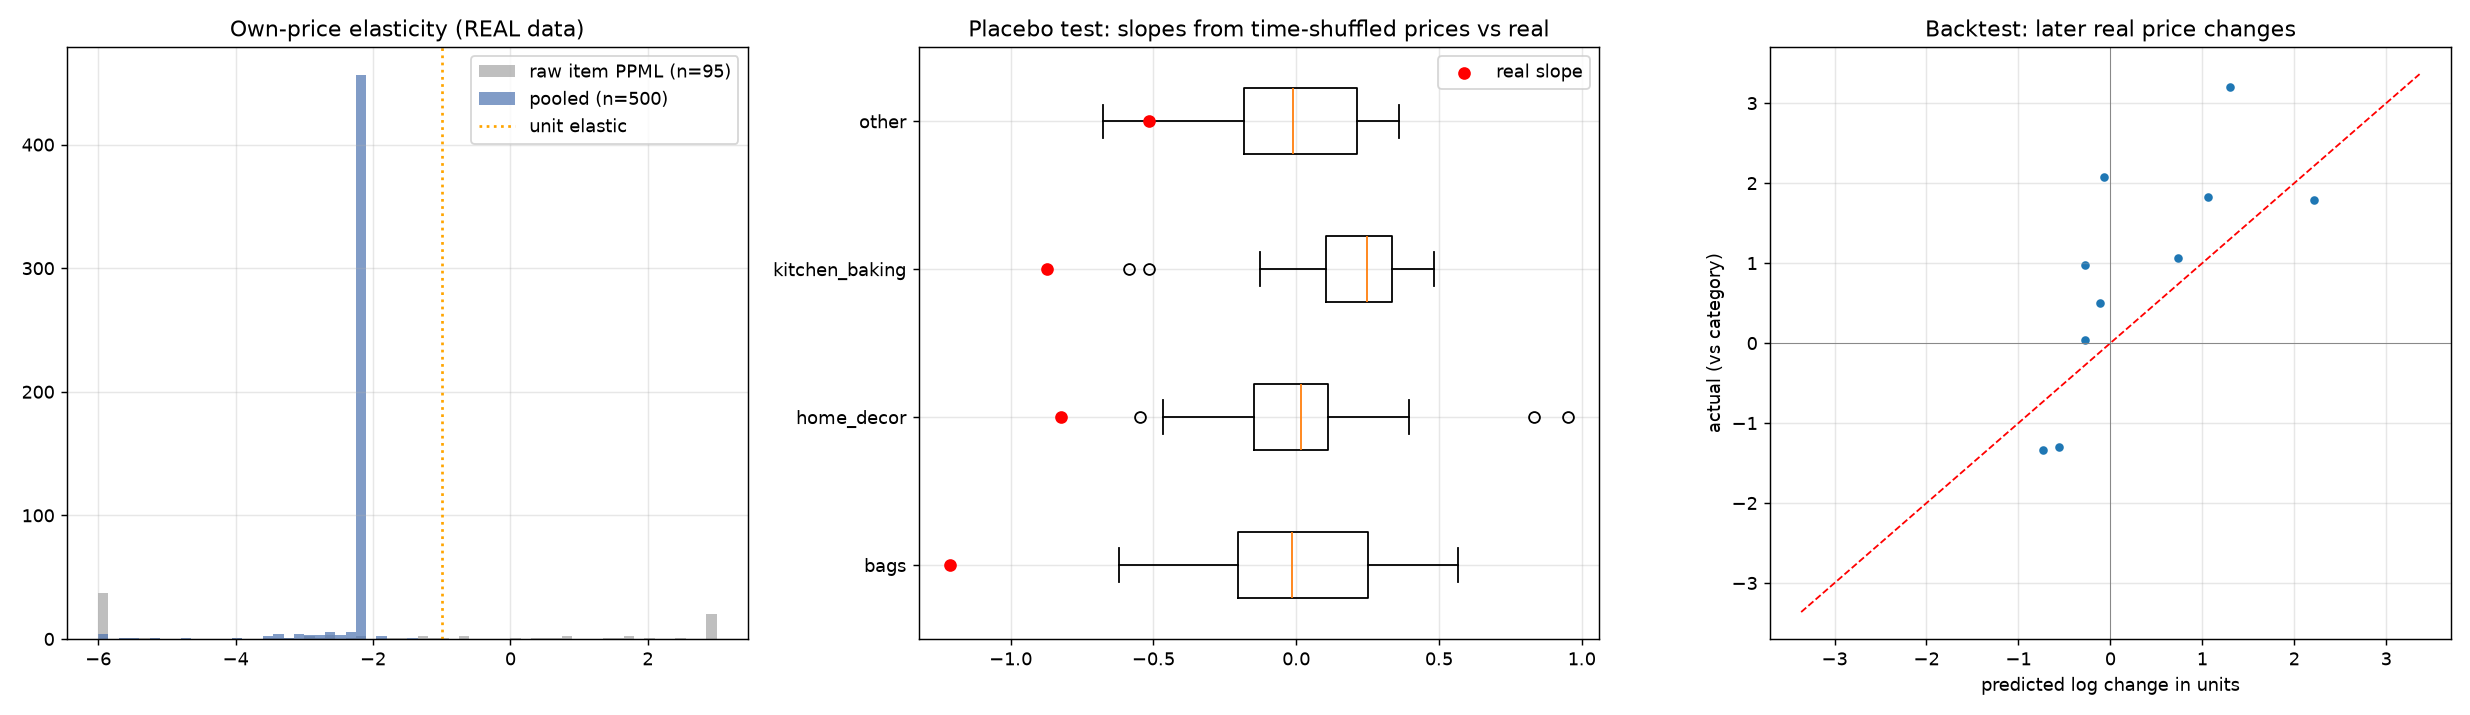 Own-price elasticity (REAL data)
raw item PPML (n=95)
pooled (n=500)
unit elastic
400
300
200
100
0
−6
−4
−2
0
2
Placebo test: slopes from time-shuffled prices vs real
real slope
other
kitchen_baking
home_decor
bags
−1.0
−0.5
0.0
0.5
1.0
Backtest: later real price changes
actual (vs category)
3
2
1
0
−1
−2
−3
−3
−2
−1
0
1
2
3
predicted log change in units